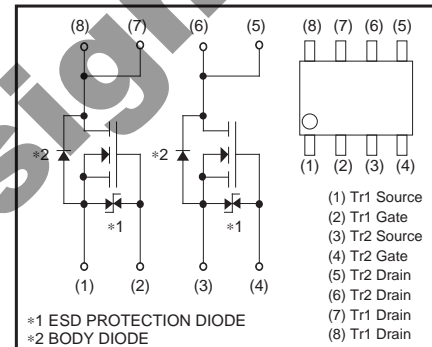 (8) (7) (6) (5)
(8) (7) (6) (5)
∗2
∗2
∗1
∗1
(1) (2) (3) (4)
(1) (2) (3) (4)
(1) Tr1 Source
(2) Tr1 Gate
(3) Tr2 Source
(4) Tr2 Gate
(5) Tr2 Drain
(6) Tr2 Drain
(7) Tr1 Drain
(8) Tr1 Drain
∗1 ESD PROTECTION DIODE
∗2 BODY DIODE